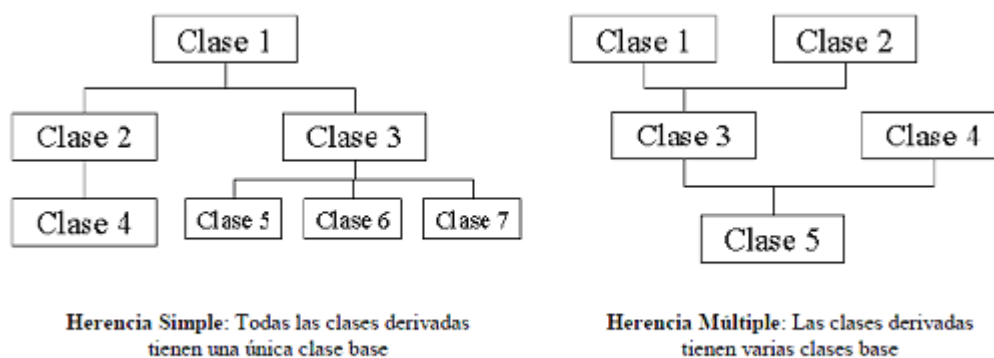 Clase 1
Clase 2
Clase 3
Clase 4
Clase 5
Clase 6
Clase 7
Herencia Simple: Todas las clases derivadas
tienen una única clase base
Clase 1
Clase 2
Clase 3
Clase 4
Clase 5
Herencia Múltiple: Las clases derivadas
tienen varias clases base